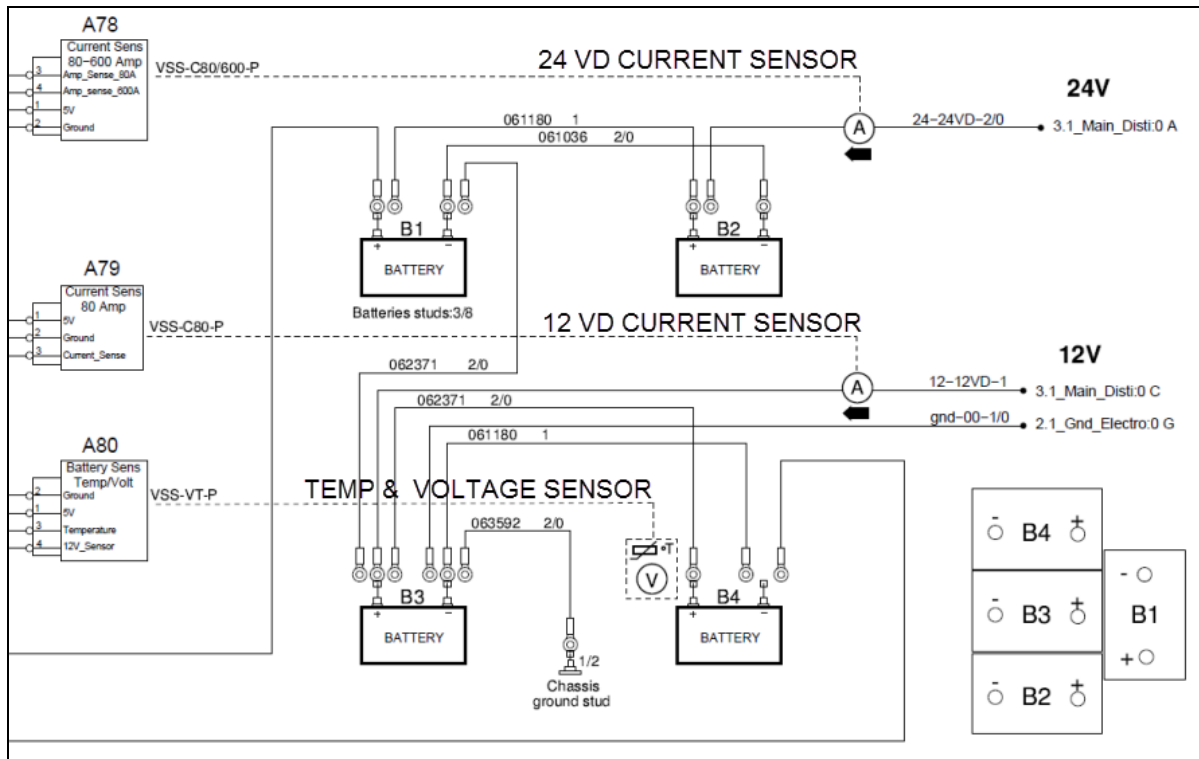 A78
Current Sens
80-600 Amp
3 Amp_Sense_80A
4 Amp_sense_600A
1 5V
2 Ground
VSS-C80/600-P
24 VD CURRENT SENSOR
A
24V
24-24VD-2/0
3.1_Main_Disti:0 A
061180 1
061036 2/0
B1
+ -
BATTERY
Batteries studs:3/8
B2
+ -
BATTERY
A79
Current Sens
80 Amp
1 5V
2 Ground
3 Current_Sense
VSS-C80-P
12 VD CURRENT SENSOR
A
12V
12-12VD-1
3.1_Main_Disti:0 C
gnd-00-1/0
2.1_Gnd_Electro:0 G
062371 2/0
062371 2/0
061180 1
A80
Battery Sens
Temp/Volt
2 Ground
1 5V
3 Temperature
4 12V_Sensor
VSS-VT-P
TEMP & VOLTAGE SENSOR
063592 2/0
°T
V
B3
+ -
BATTERY
B4
+ -
BATTERY
1/2
Chassis
ground stud
- B4 +
- B3 +
- B2 +
-
B1
+